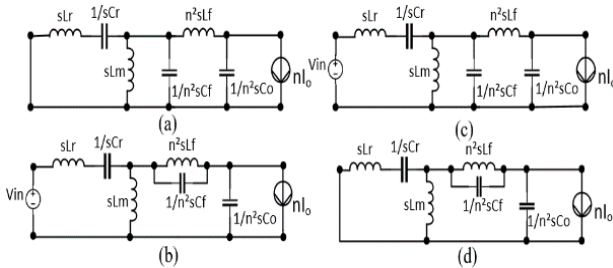 1/sCr
n²sLf
sLr
sLm
1/n²sCf
1/n²sCo
nIₒ
(a)
1/sCr
n²sLf
sLr
Vin
sLm
1/n²sCf
1/n²sCo
nIₒ
(c)
n²sLf
1/sCr
sLr
Vin
sLm
1/n²sCf
1/n²sCo
nIₒ
(b)
n²sLf
1/sCr
sLr
sLm
1/n²sCf
1/n²sCo
nIₒ
(d)